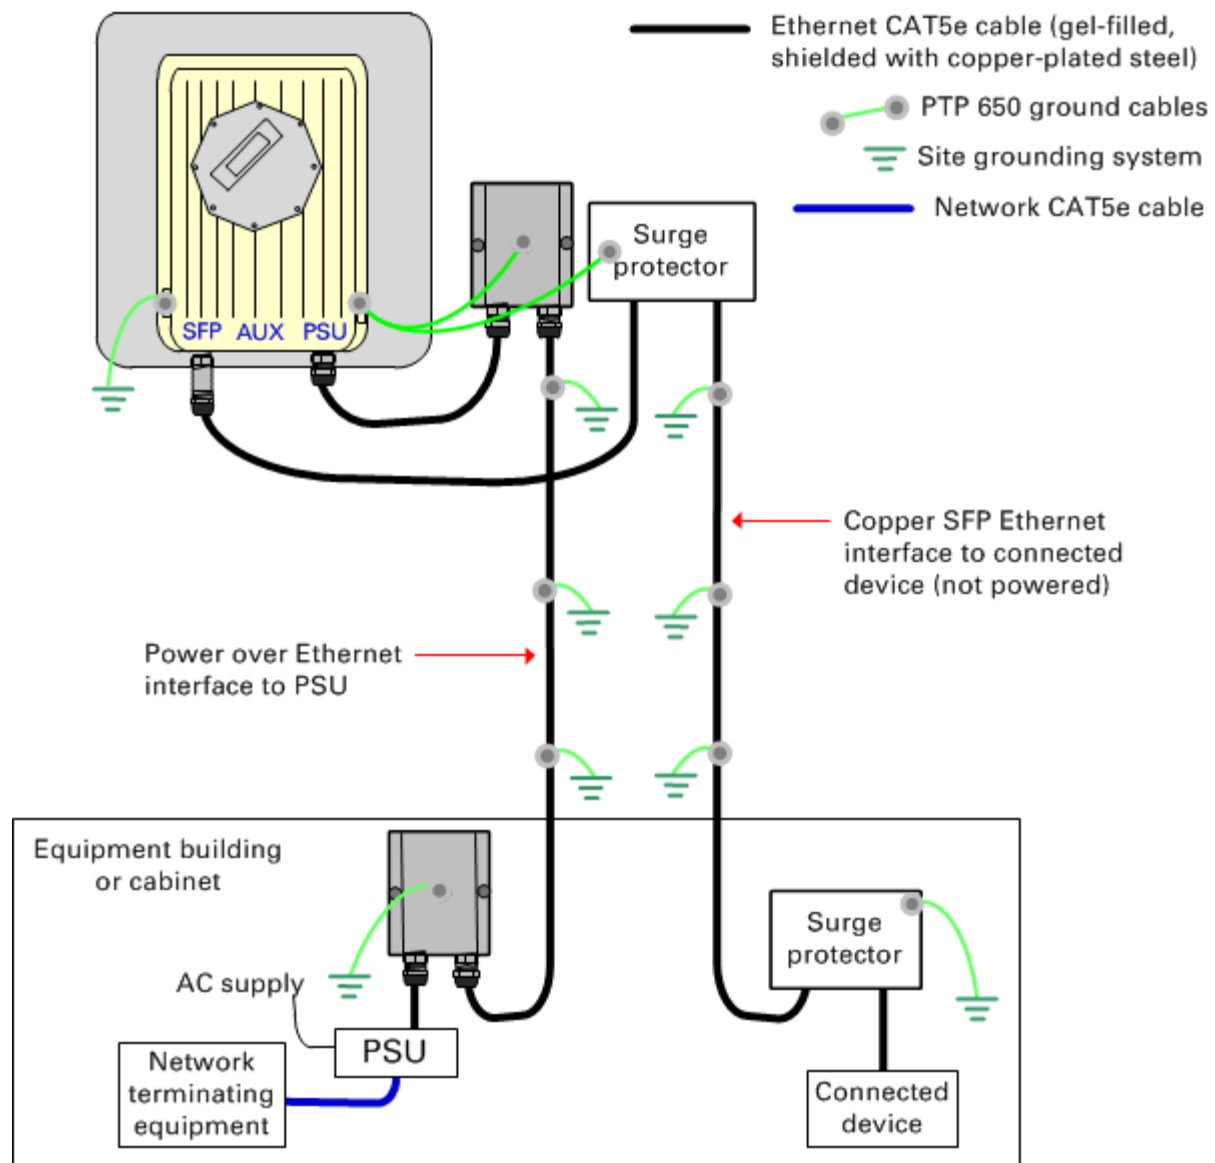 Ethernet CAT5e cable (gel-filled,
shielded with copper-plated steel)
PTP 650 ground cables
Site grounding system
Network CAT5e cable
Surge
protector
SFP AUX PSU
Copper SFP Ethernet
interface to connected
device (not powered)
Power over Ethernet
interface to PSU
Equipment building
or cabinet
Surge
protector
AC supply
PSU
Network
terminating
equipment
Connected
device